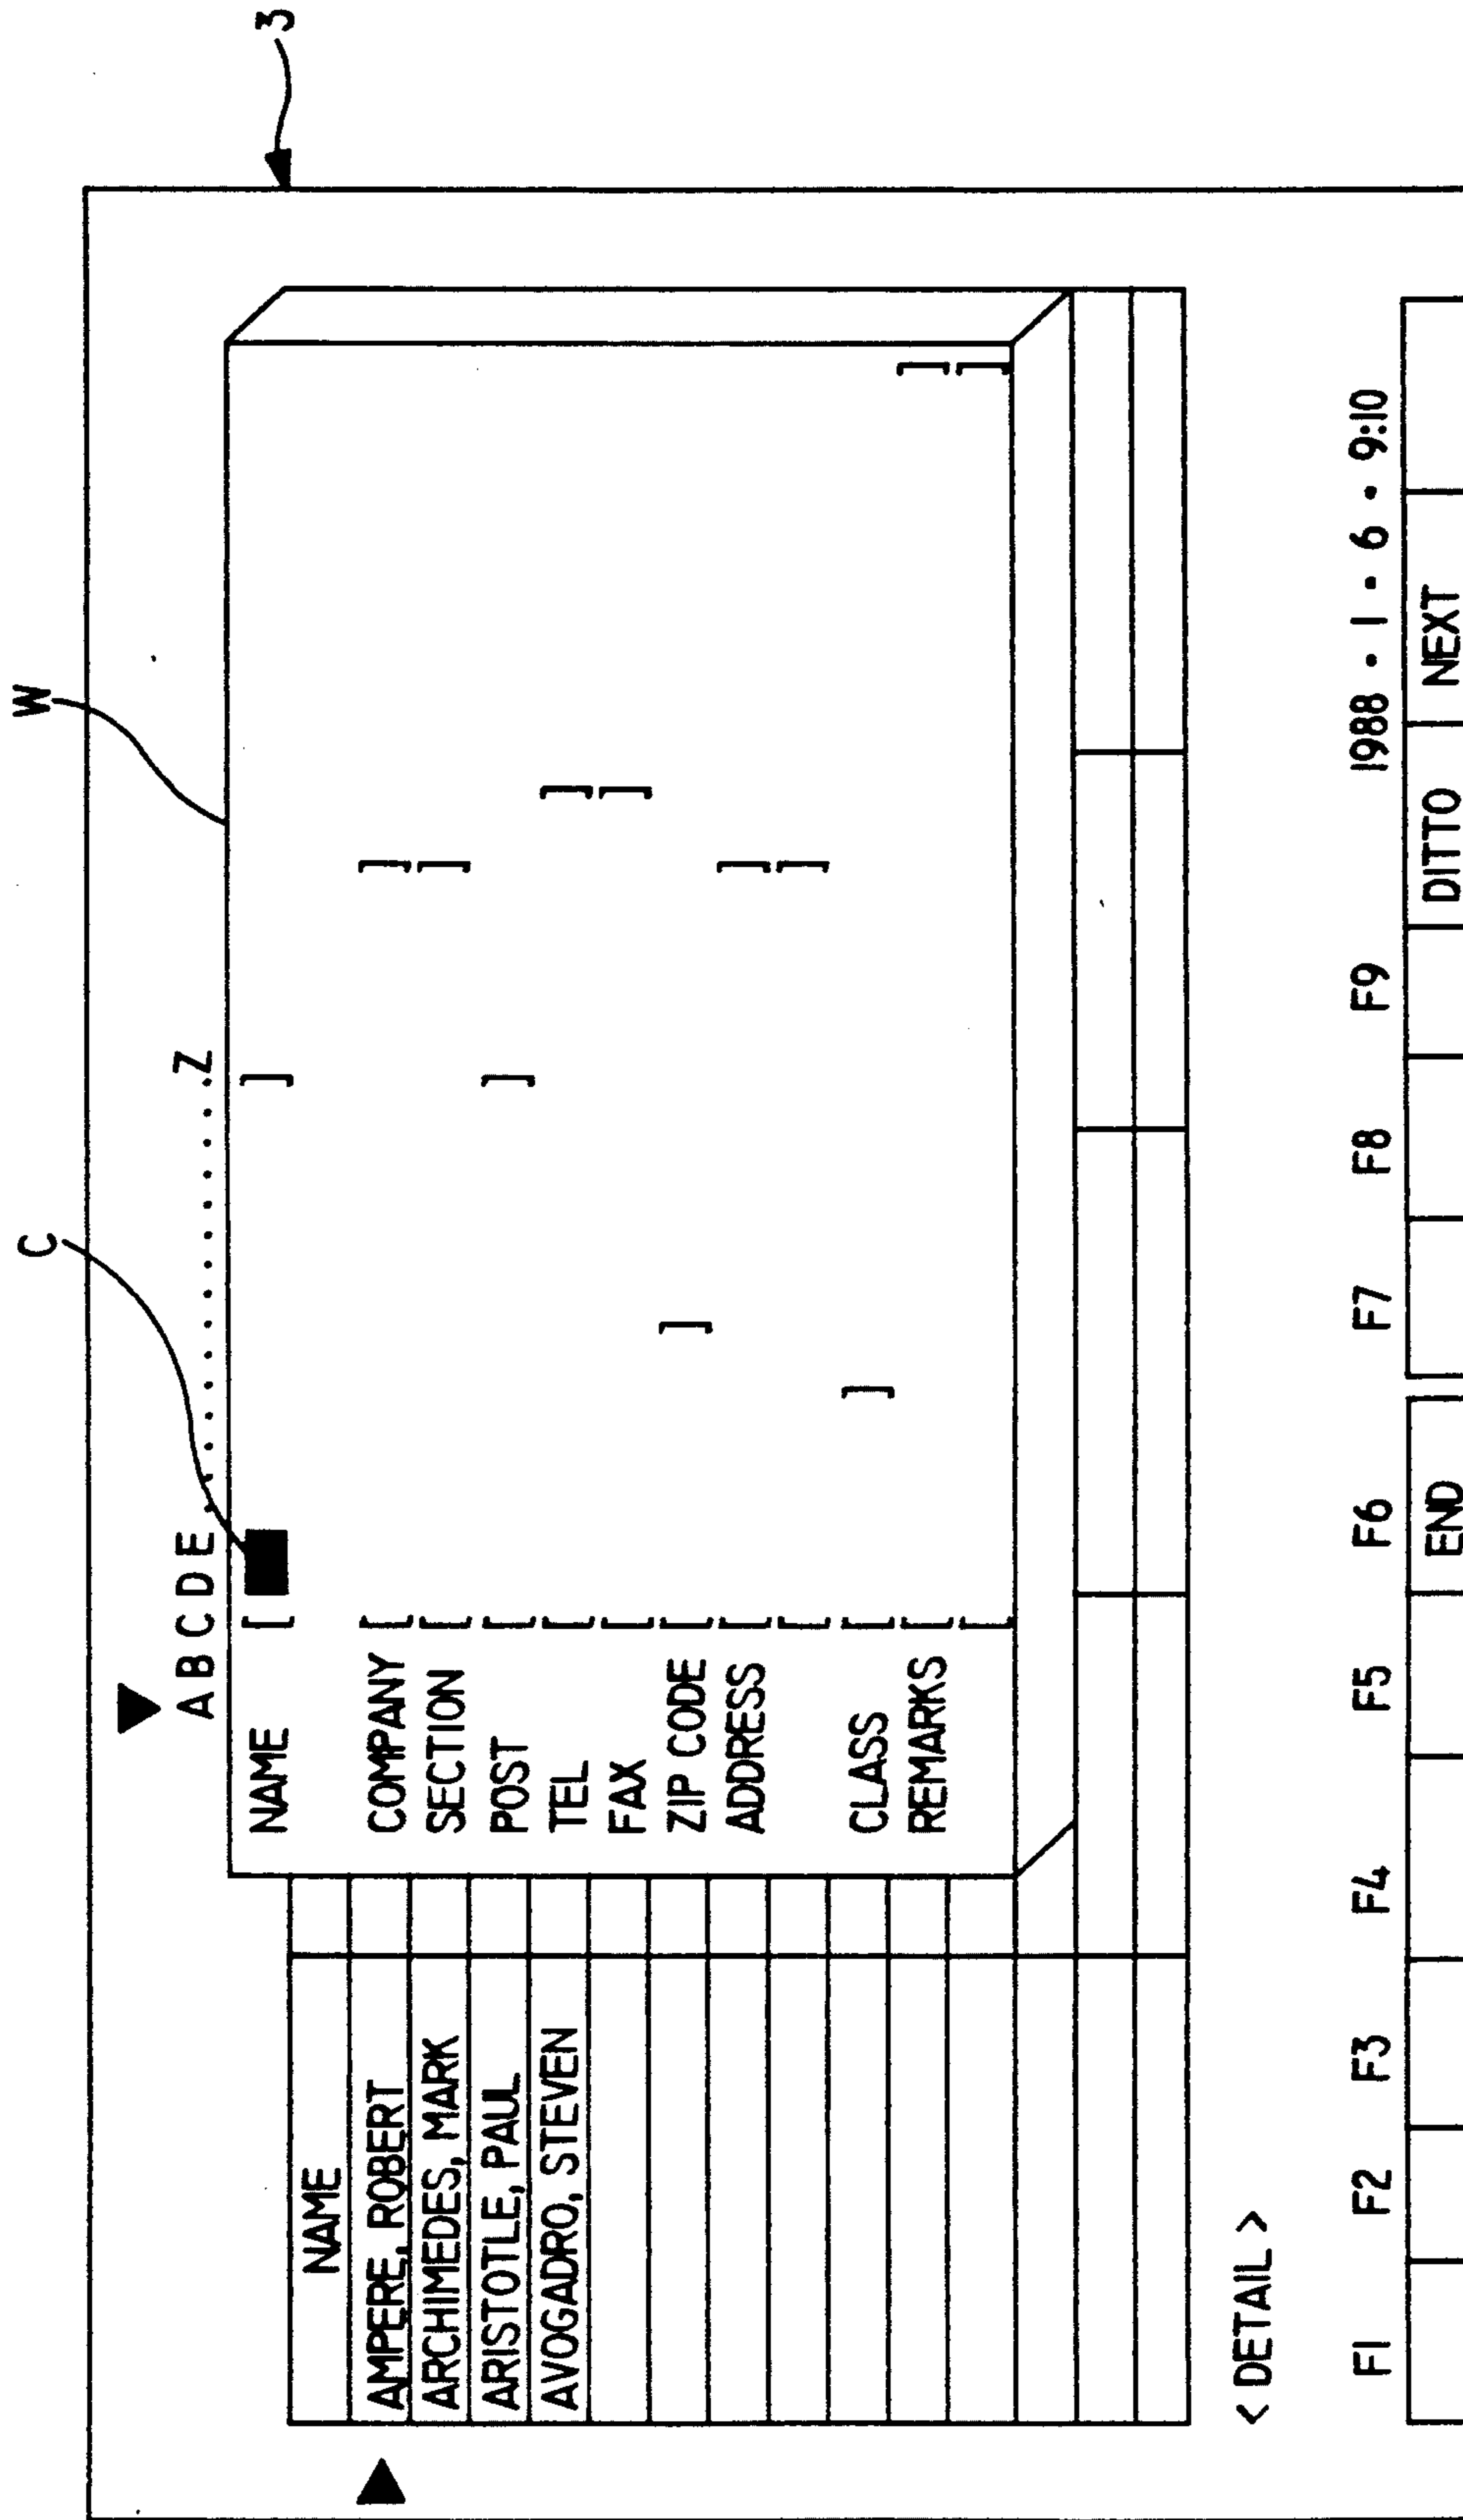 W
C
3
A B C D E . . . . . . . . . . . . . . . . Z
NAME [ ]
COMPANY [ ]
SECTION [ ]
POST [ ]
TEL [ ]
FAX [ ]
ZIP CODE [ ]
ADDRESS [ ]
[ ]
CLASS [ ]
REMARKS [ ]
[ ]
NAME
AMPERE, ROBERT
ARCHIMEDES, MARK
ARISTOTLE, PAUL
AVOGADRO, STEVEN
< DETAIL >
F1 F2 F3 F4 F5 F6 F7 F8 F9 1988 · 1 · 6 · 9:10
END DITTO NEXT